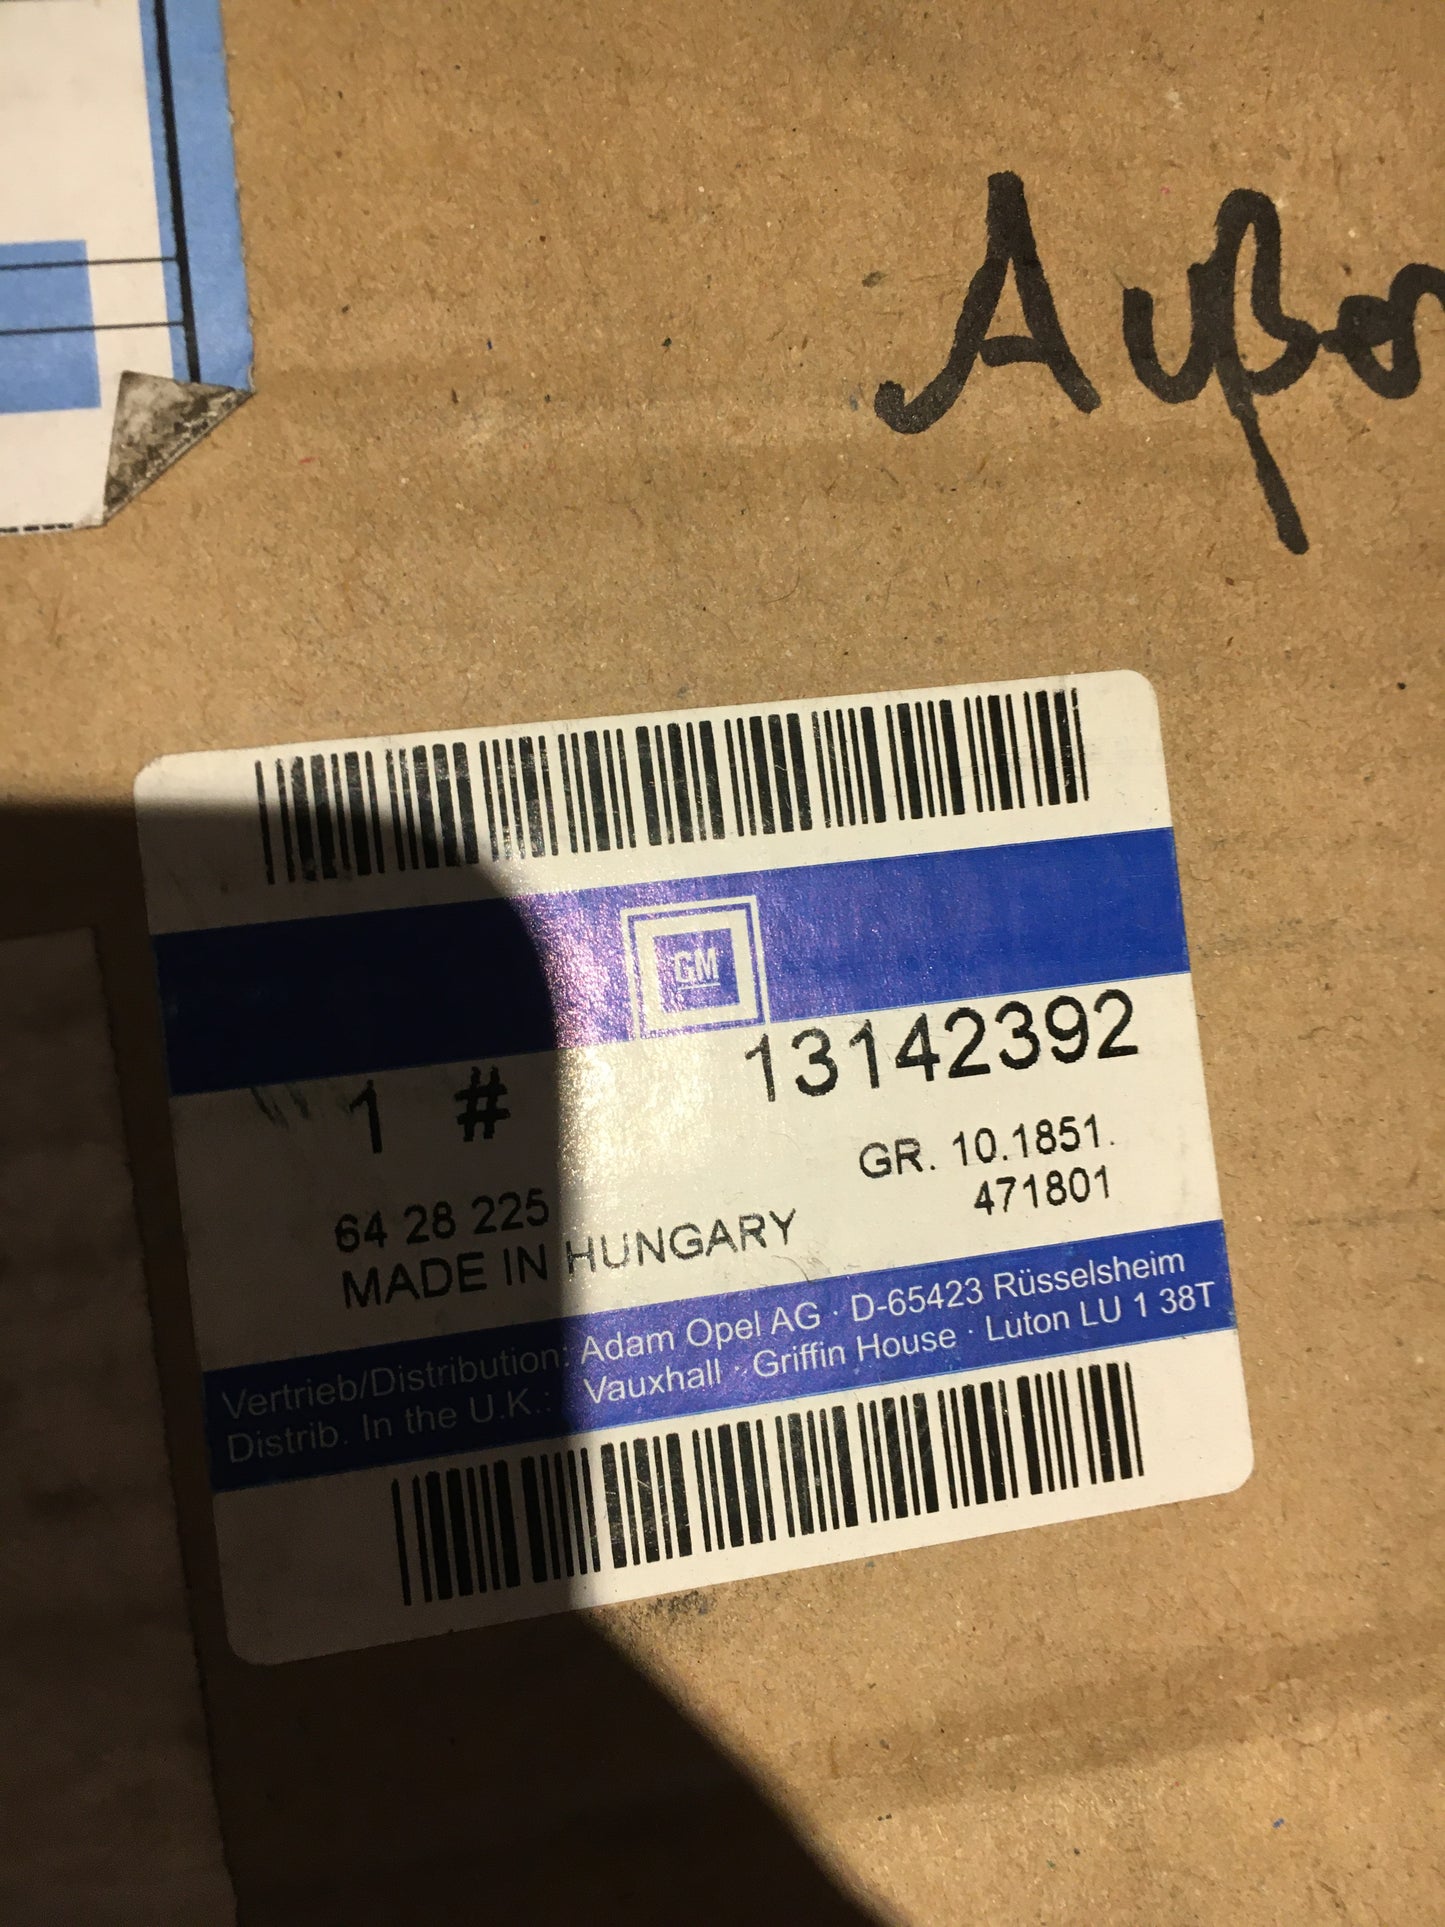 Außer
GM
13142392
1 #
GR. 10.1851.
471801
64 28 225
MADE IN HUNGARY
Vertrieb/Distribution: Adam Opel AG · D-65423 Rüsselsheim
Distrib. In the U.K.: Vauxhall · Griffin House · Luton LU 1 38T